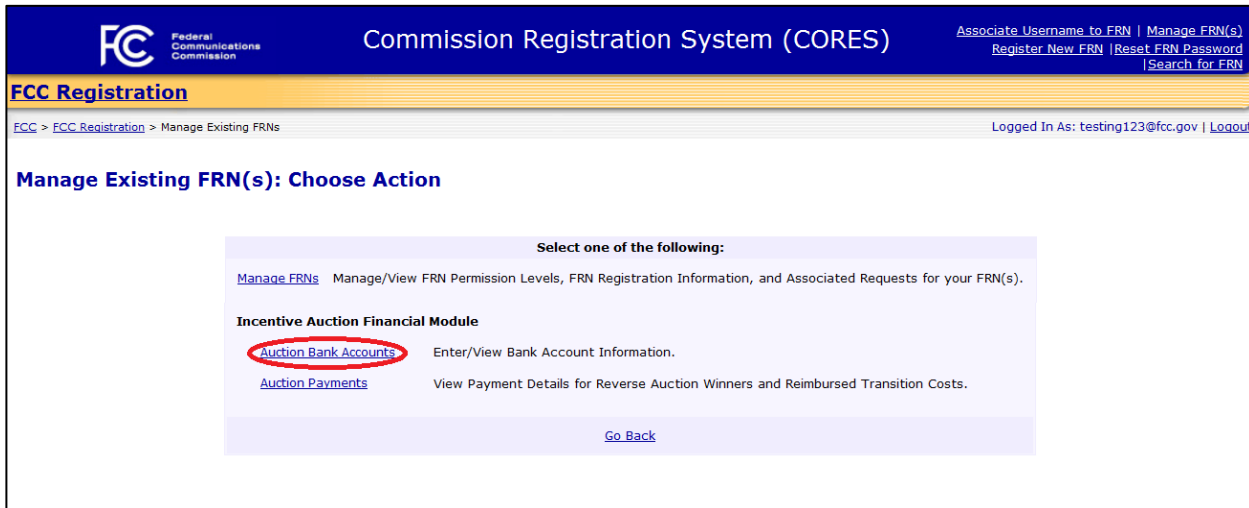 FCC Federal
Communications
Commission
Commission Registration System (CORES)
Associate Username to FRN | Manage FRN(s)
Register New FRN |Reset FRN Password
|Search for FRN
FCC Registration
FCC > FCC Registration > Manage Existing FRNs
Logged In As: testing123@fcc.gov | Logout
Manage Existing FRN(s): Choose Action
Select one of the following:
Manage FRNs Manage/View FRN Permission Levels, FRN Registration Information, and Associated Requests for your FRN(s).
Incentive Auction Financial Module
Auction Bank Accounts Enter/View Bank Account Information.
Auction Payments View Payment Details for Reverse Auction Winners and Reimbursed Transition Costs.
Go Back